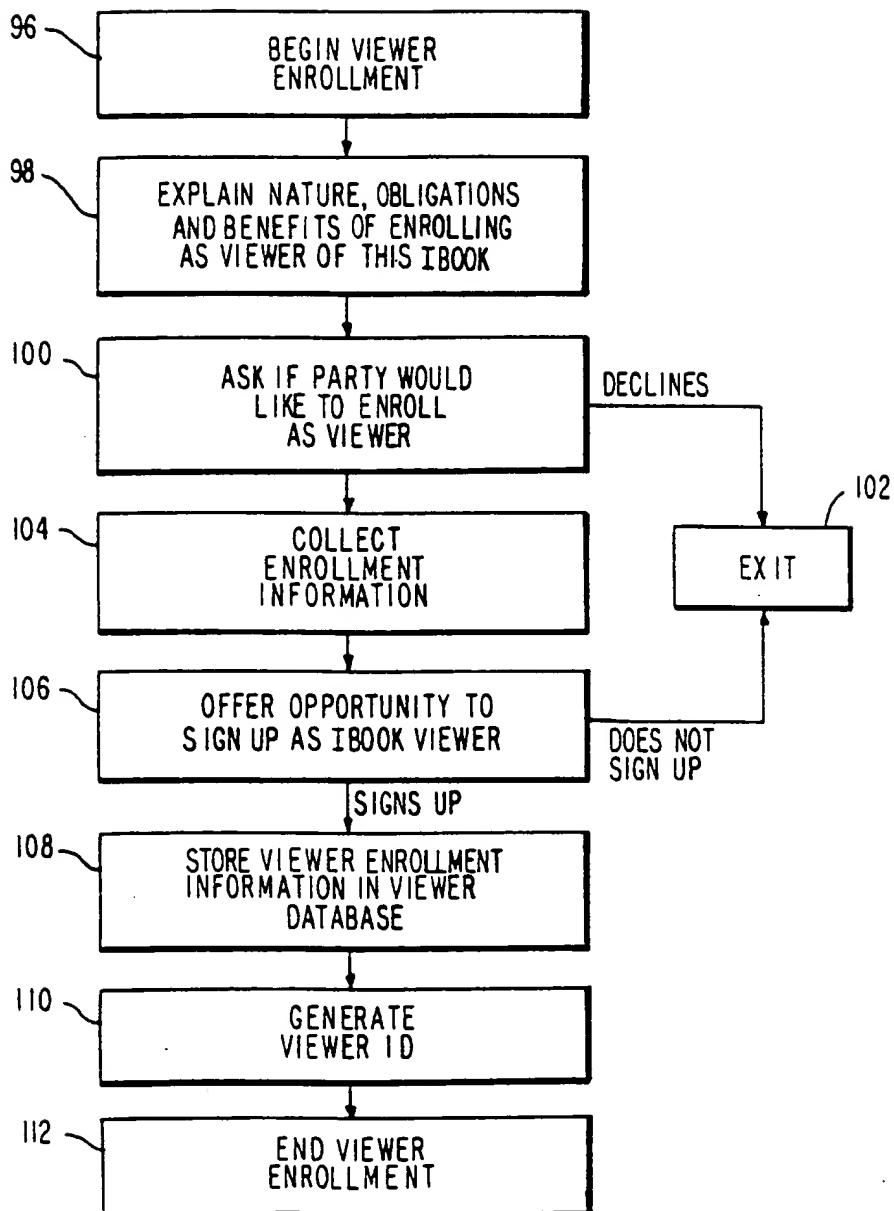 96
BEGIN VIEWER
ENROLLMENT
98
EXPLAIN NATURE, OBLIGATIONS
AND BENEFITS OF ENROLLING
AS VIEWER OF THIS IBOOK
100
ASK IF PARTY WOULD
LIKE TO ENROLL
AS VIEWER
DECLINES
102
EXIT
104
COLLECT
ENROLLMENT
INFORMATION
106
OFFER OPPORTUNITY TO
SIGN UP AS IBOOK VIEWER
DOES NOT
SIGN UP
SIGNS UP
108
STORE VIEWER ENROLLMENT
INFORMATION IN VIEWER
DATABASE
110
GENERATE
VIEWER ID
112
END VIEWER
ENROLLMENT